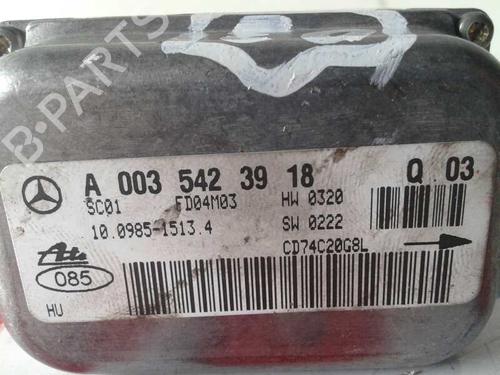 B-PARTS
A 003 542 39 18 Q 03
SC01 FD04M03 HW 0320
10.0985-1513.4 SW 0222
CD74C20G8L
Ate
085
HU